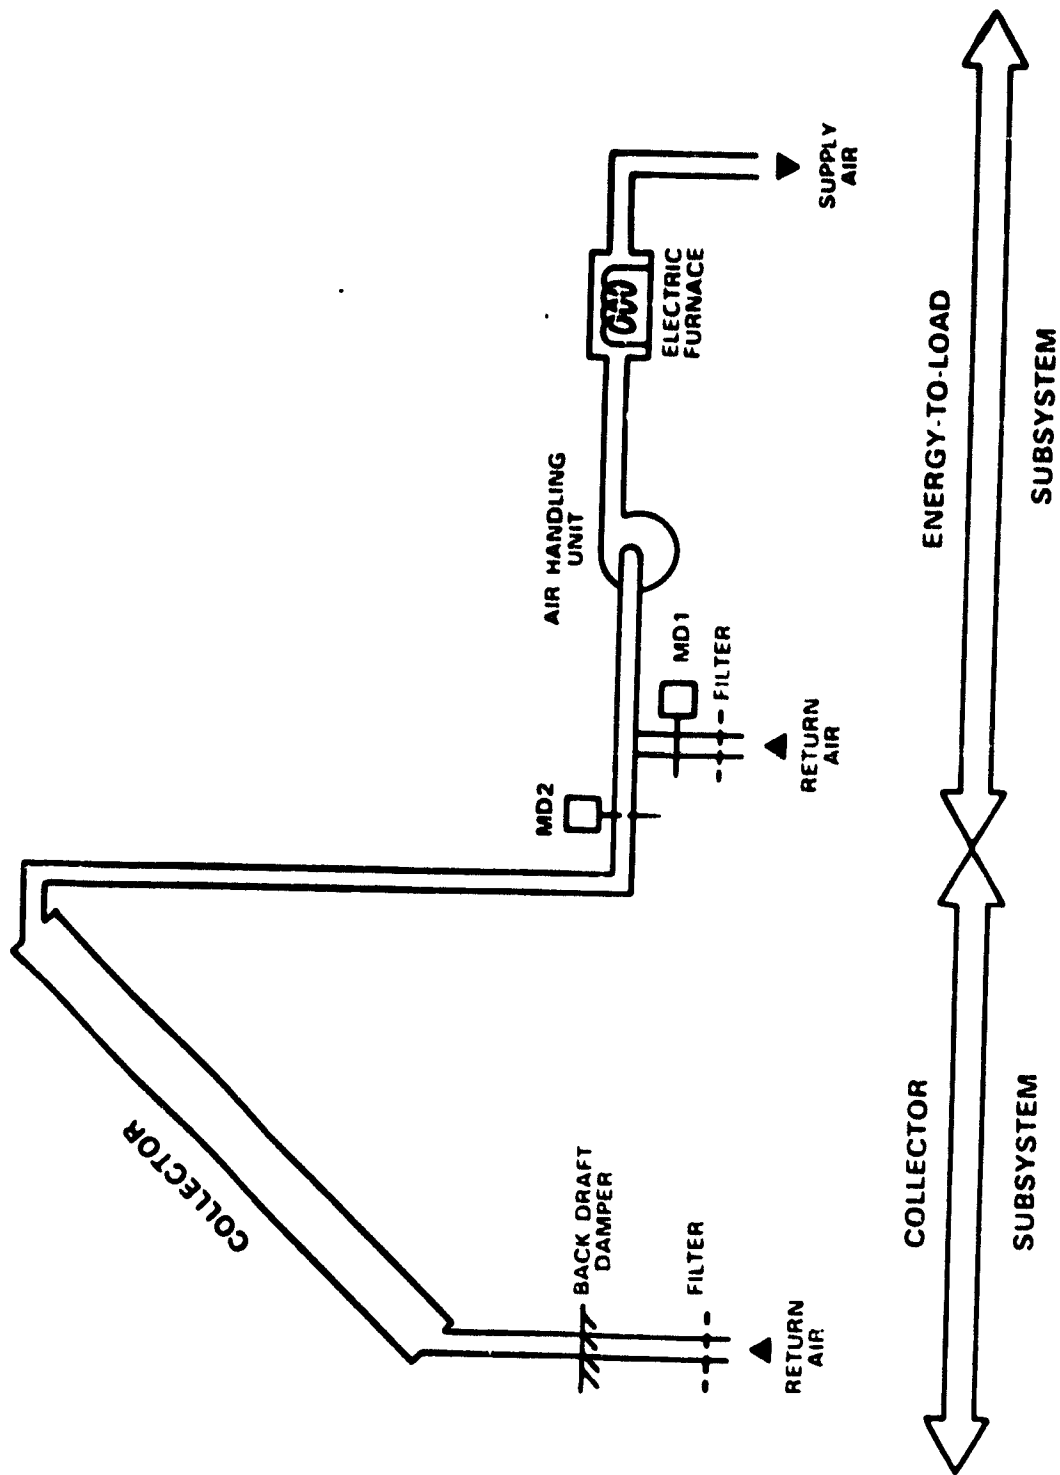 COLLECTOR
MD2
AIR HANDLING
UNIT
BACK DRAFT
DAMPER
FILTER
RETURN
AIR
MD1
FILTER
RETURN
AIR
ELECTRIC
FURNACE
SUPPLY
AIR
COLLECTOR
SUBSYSTEM
ENERGY-TO-LOAD
SUBSYSTEM